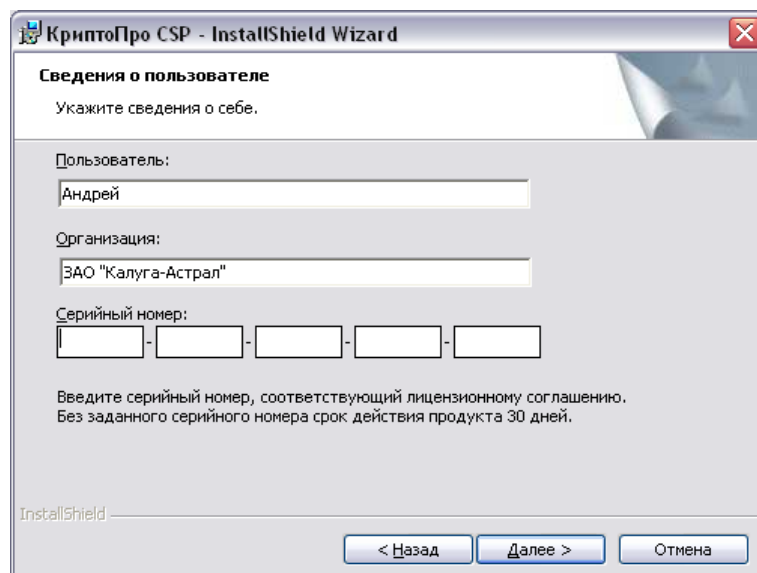 КриптоПро CSP - InstallShield Wizard
Сведения о пользователе
Укажите сведения о себе.
Пользователь:
Андрей
Организация:
ЗАО "Калуга-Астрал"
Серийный номер:
- - - -
Введите серийный номер, соответствующий лицензионному соглашению.
Без заданного серийного номера срок действия продукта 30 дней.
InstallShield
< Назад Далее > Отмена